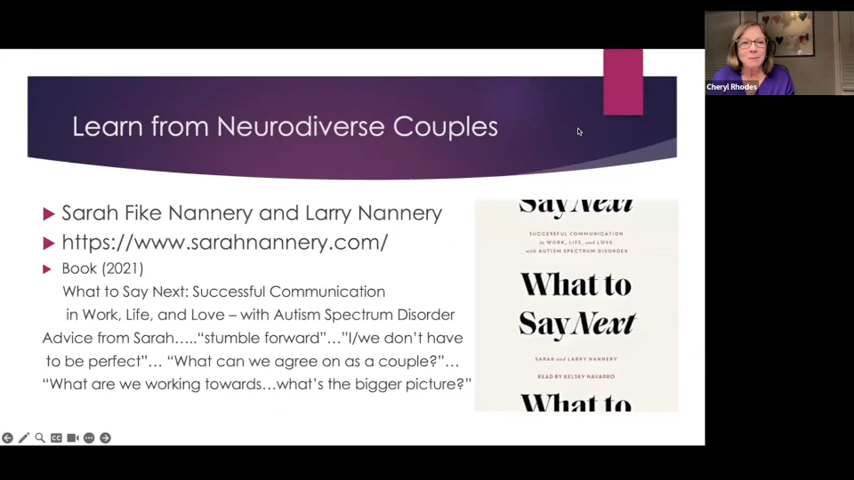 Cheryl Rhodes
Learn from Neurodiverse Couples
Sarah Fike Nannery and Larry Nannery
https://www.sarahnannery.com/
Book (2021)
What to Say Next: Successful Communication
in Work, Life, and Love – with Autism Spectrum Disorder
Advice from Sarah…..“stumble forward”…”I/we don’t have
to be perfect”… “What can we agree on as a couple?”…
“What are we working towards…what’s the bigger picture?”
Say Next
SUCCESSFUL COMMUNICATION
in WORK, LIFE, and LOVE
with AUTISM SPECTRUM DISORDER
What to
Say Next
SARAH and LARRY NANNERY
READ BY KELSEY NAVARRO
What to
CC